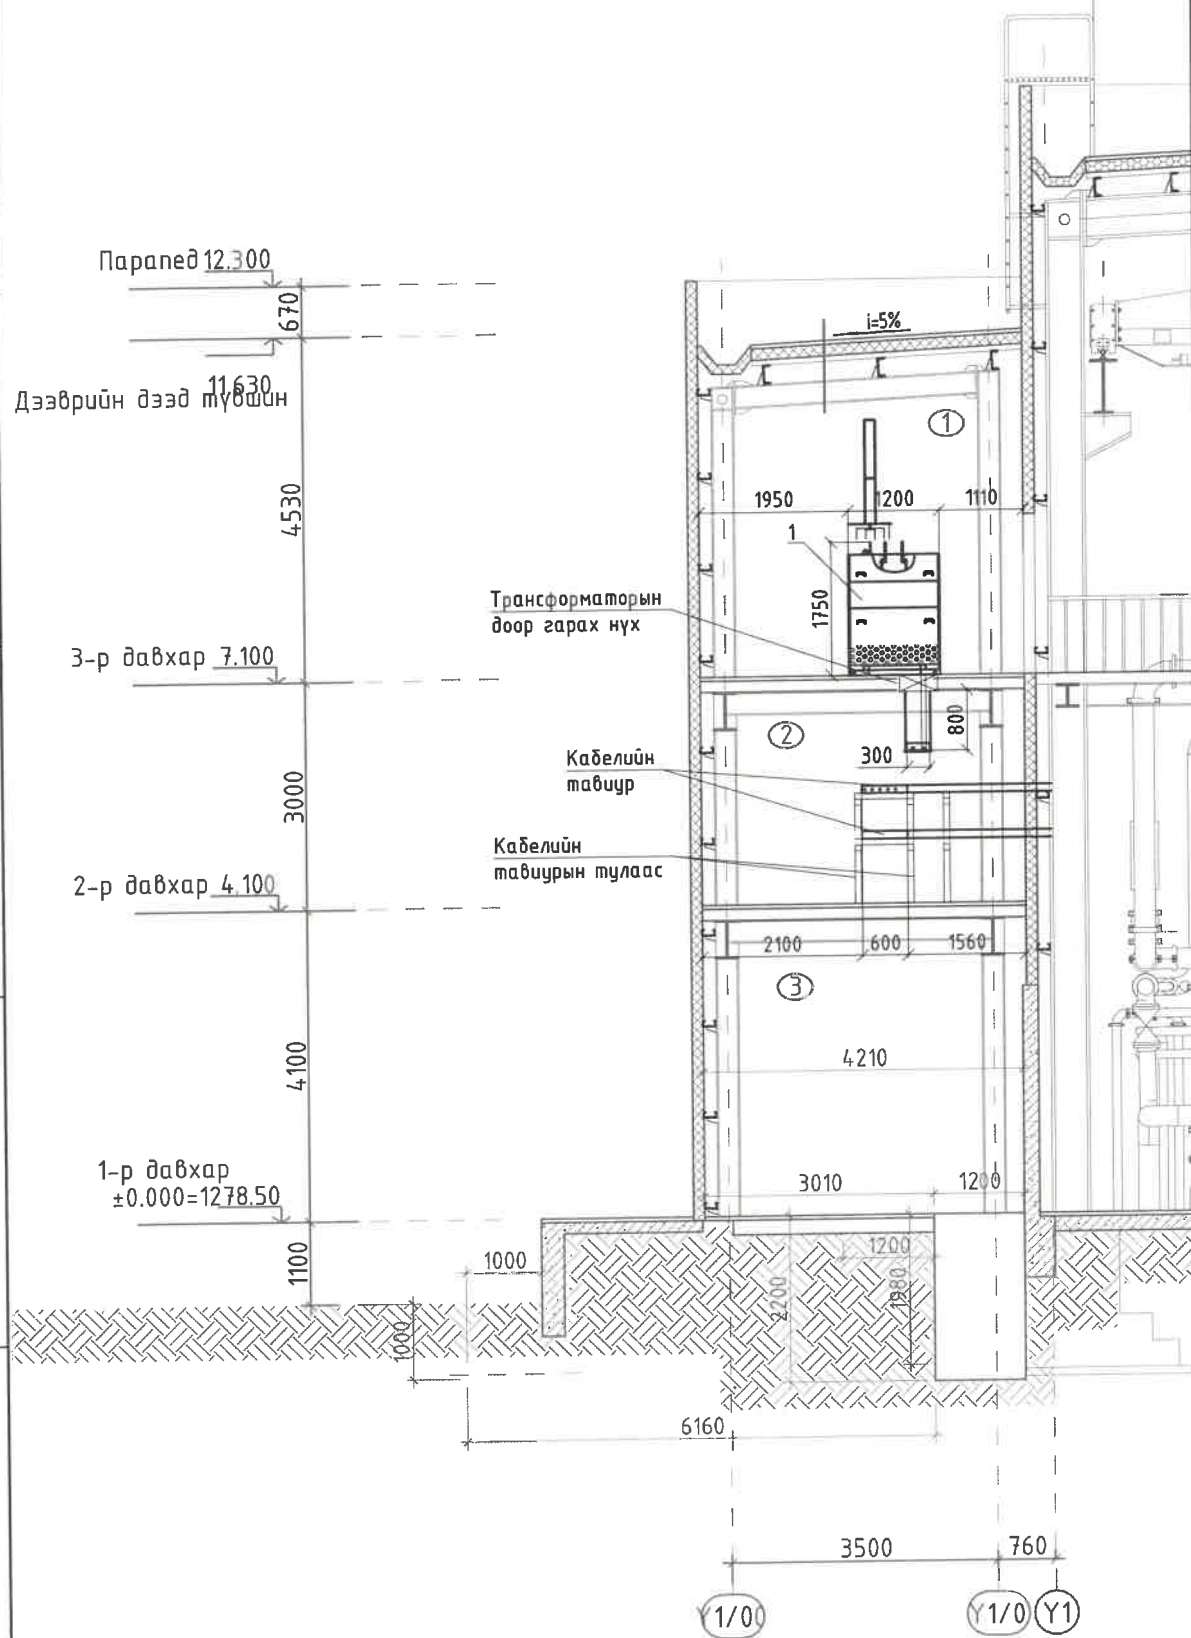 Парапед 12.300
670
i=5%
11.630
Дээврийн дээд түвшин
1
4530
1950
1200
1110
1
1750
Трансформаторын
доор гарах нүх
3-р давхар 7.100
2
800
300
Кабелийн
тавиур
3000
Кабелийн
тавиурын тулаас
2-р давхар 4.100
2100
600
1560
3
4100
4210
1-р давхар
±0.000=1278.50
3010
1200
1100
1000
1200
2200
1980
1000
6160
3500
760
Y1/00
Y1/0
Y1